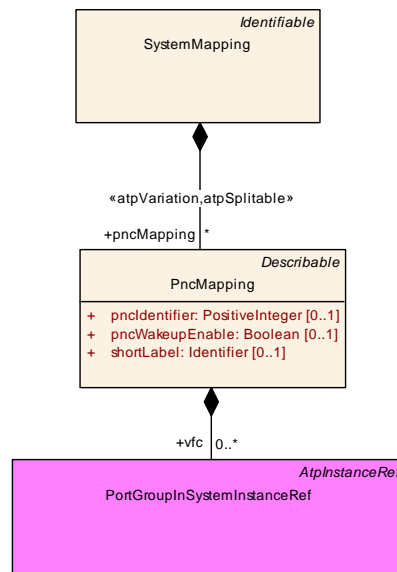 Identifiable
SystemMapping
«atpVariation,atpSplitable»
+pncMapping *
Describable
PncMapping
+ pncIdentifier: PositiveInteger [0..1]
+ pncWakeupEnable: Boolean [0..1]
+ shortLabel: Identifier [0..1]
+vfc 0..*
AtpInstanceRef
PortGroupInSystemInstanceRef